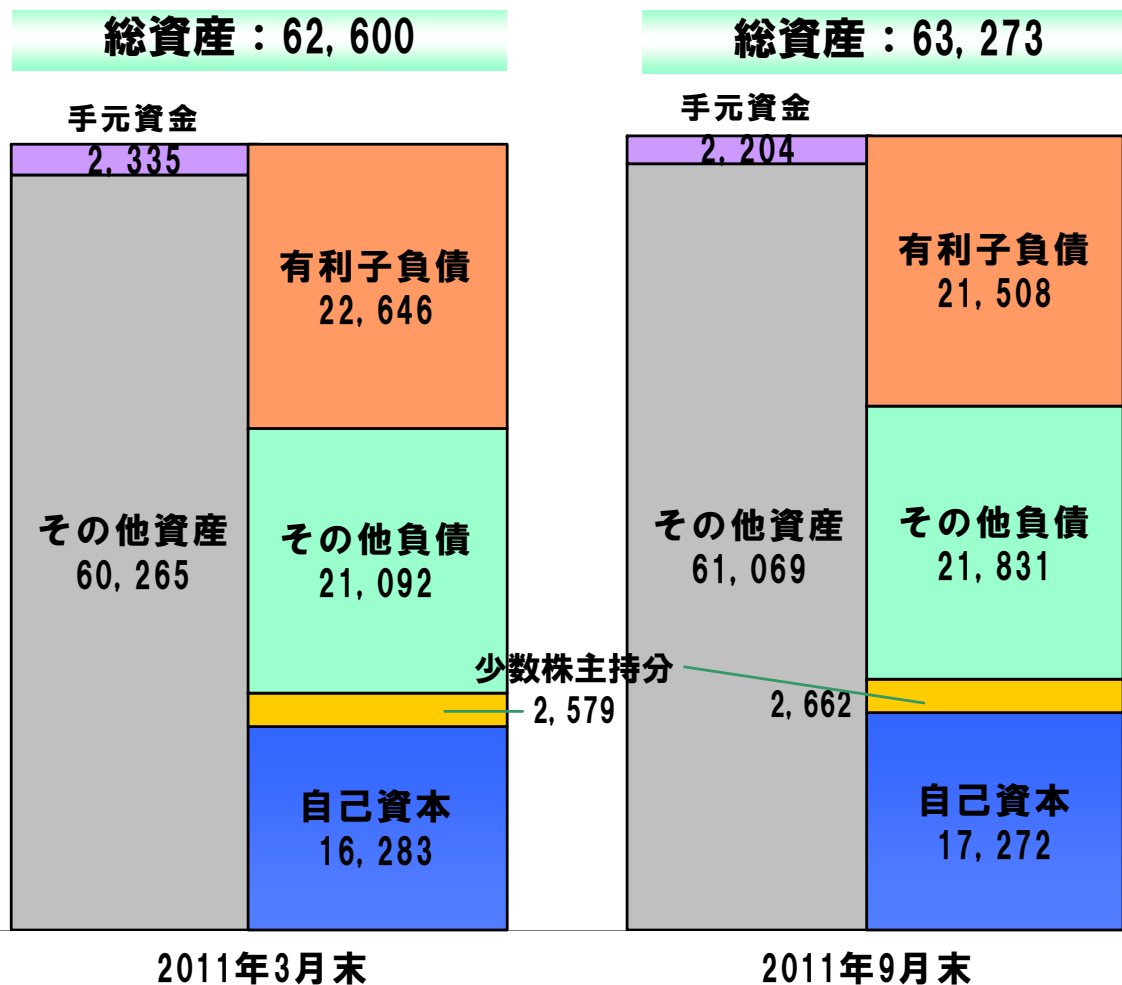 総資産：62,600
手元資金
2,335
有利子負債
22,646
その他資産
60,265
その他負債
21,092
少数株主持分
2,579
自己資本
16,283
2011年3月末
総資産：63,273
手元資金
2,204
有利子負債
21,508
その他資産
61,069
その他負債
21,831
2,662
自己資本
17,272
2011年9月末